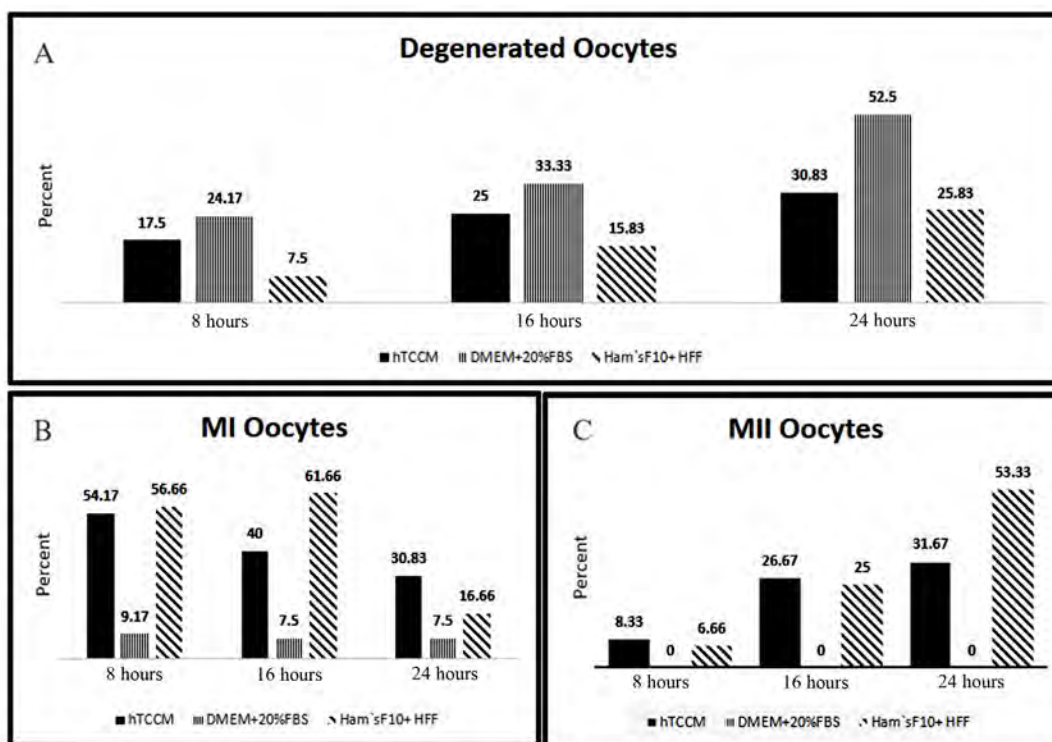 A
Degenerated Oocytes
Percent
17.5
24.17
7.5
25
33.33
15.83
30.83
52.5
25.83
8 hours
16 hours
24 hours
hTCCM
DMEM+20%FBS
Ham`sF10+ HFF
B
MI Oocytes
Percent
54.17
9.17
56.66
40
7.5
61.66
30.83
7.5
16.66
8 hours
16 hours
24 hours
hTCCM
DMEM+20%FBS
Ham`sF10+ HFF
C
MII Oocytes
Percent
8.33
0
6.66
26.67
0
25
31.67
0
53.33
8 hours
16 hours
24 hours
hTCCM
DMEM+20%FBS
Ham`sF10+ HFF